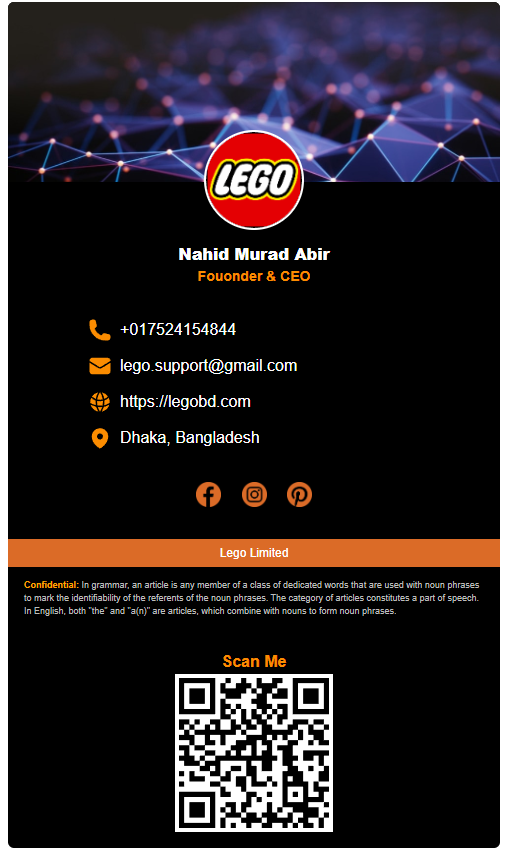 LEGO
Nahid Murad Abir
Fouonder & CEO
+017524154844
lego.support@gmail.com
https://legobd.com
Dhaka, Bangladesh
Lego Limited
Confidential: In grammar, an article is any member of a class of dedicated words that are used with noun phrases
to mark the identifiability of the referents of the noun phrases. The category of articles constitutes a part of speech.
In English, both "the" and "a(n)" are articles, which combine with nouns to form noun phrases.
Scan Me